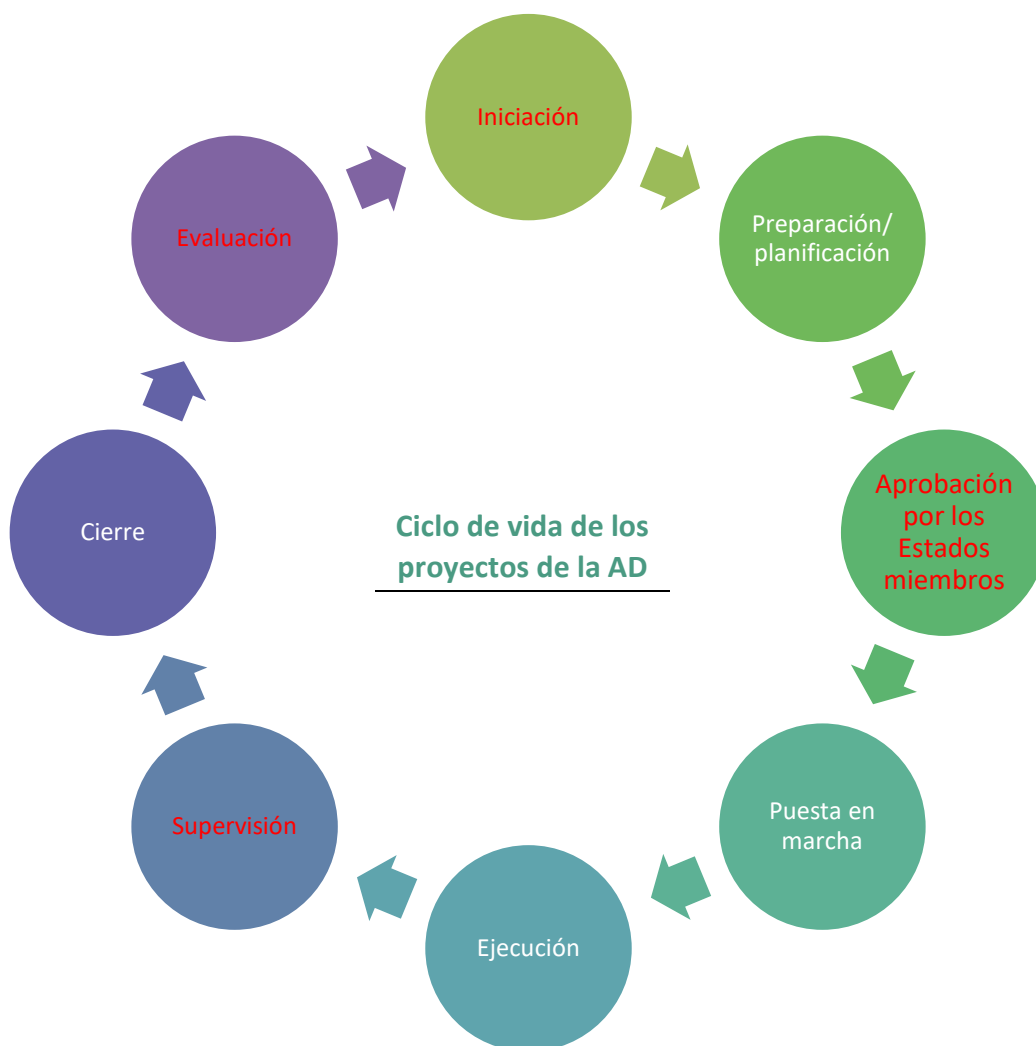 Iniciación
Preparación/
planificación
Aprobación
por los
Estados
miembros
Puesta en
marcha
Ejecución
Supervisión
Cierre
Evaluación
Ciclo de vida de los
proyectos de la AD